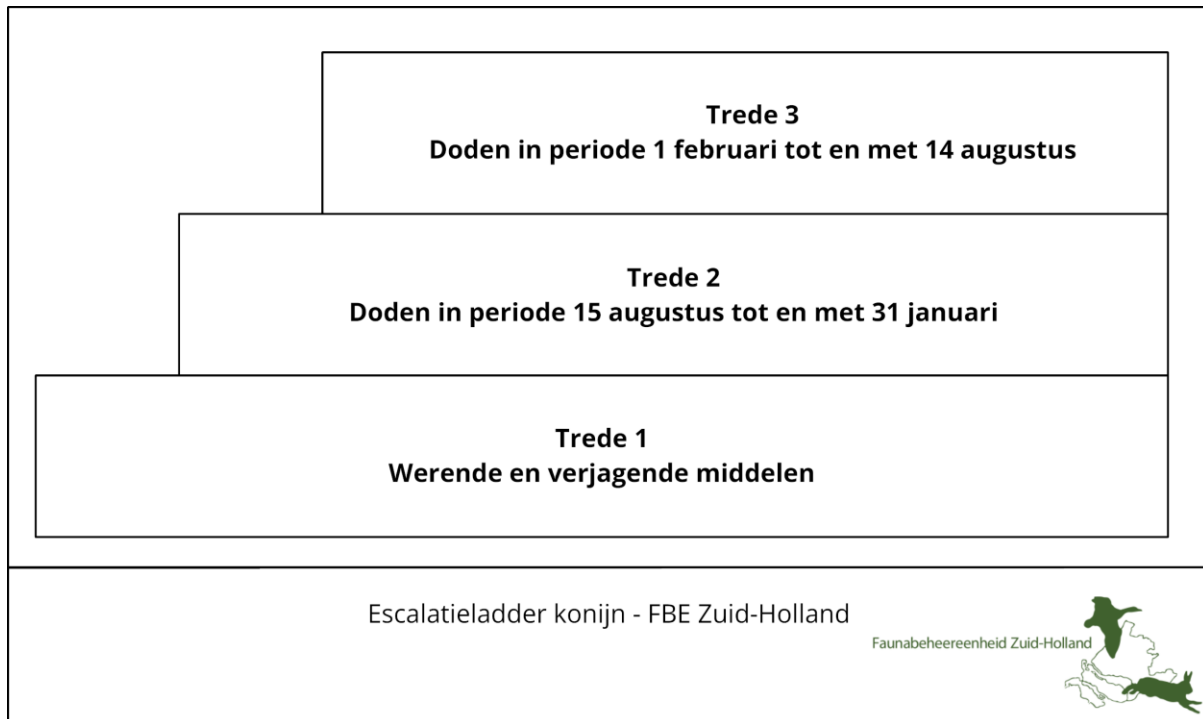 Trede 3
Doden in periode 1 februari tot en met 14 augustus
Trede 2
Doden in periode 15 augustus tot en met 31 januari
Trede 1
Werende en verjagende middelen
Escalatieladder konijn - FBE Zuid-Holland
Faunabeheereenheid Zuid-Holland